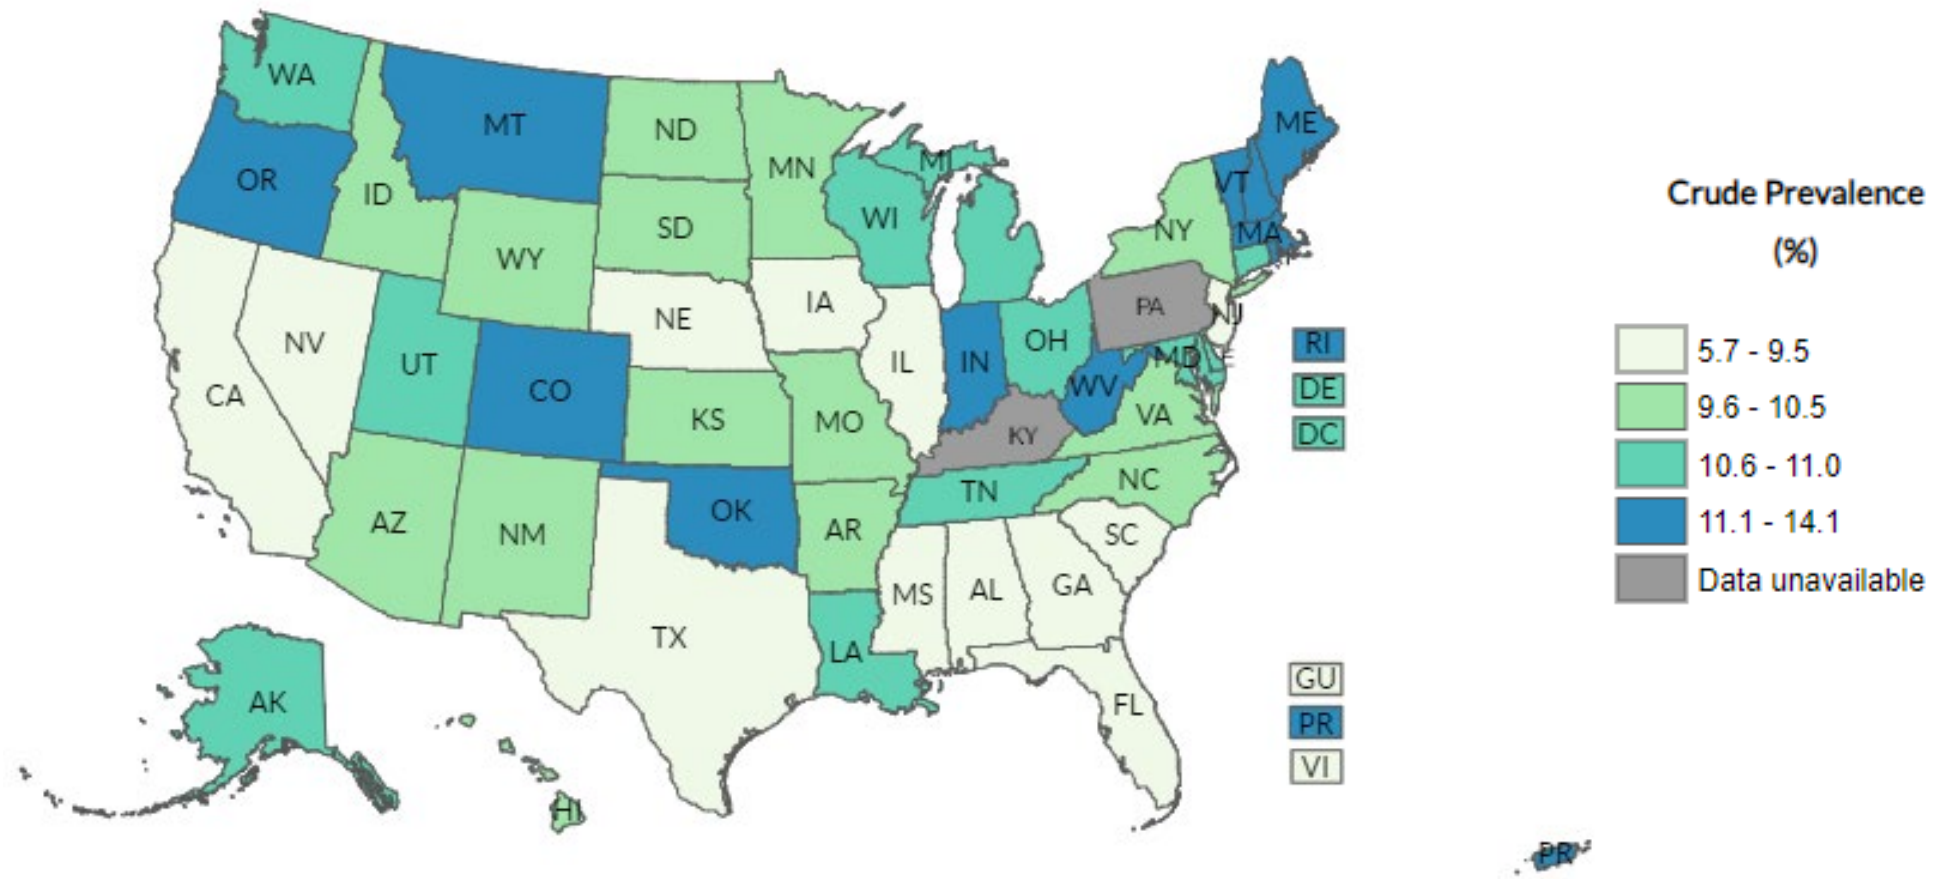 WA
MT
ND
MN
MI
ME
OR
ID
SD
WI
VT
NY
MA
WY
NV
NE
IA
PA
NJ
CA
UT
CO
IL
IN
OH
MD
WV
KS
MO
VA
KY
AZ
NM
OK
AR
TN
NC
SC
TX
MS
AL
GA
LA
FL
AK
HI
RI
DE
DC
GU
PR
VI
PR
Crude Prevalence
(%)
5.7 - 9.5
9.6 - 10.5
10.6 - 11.0
11.1 - 14.1
Data unavailable